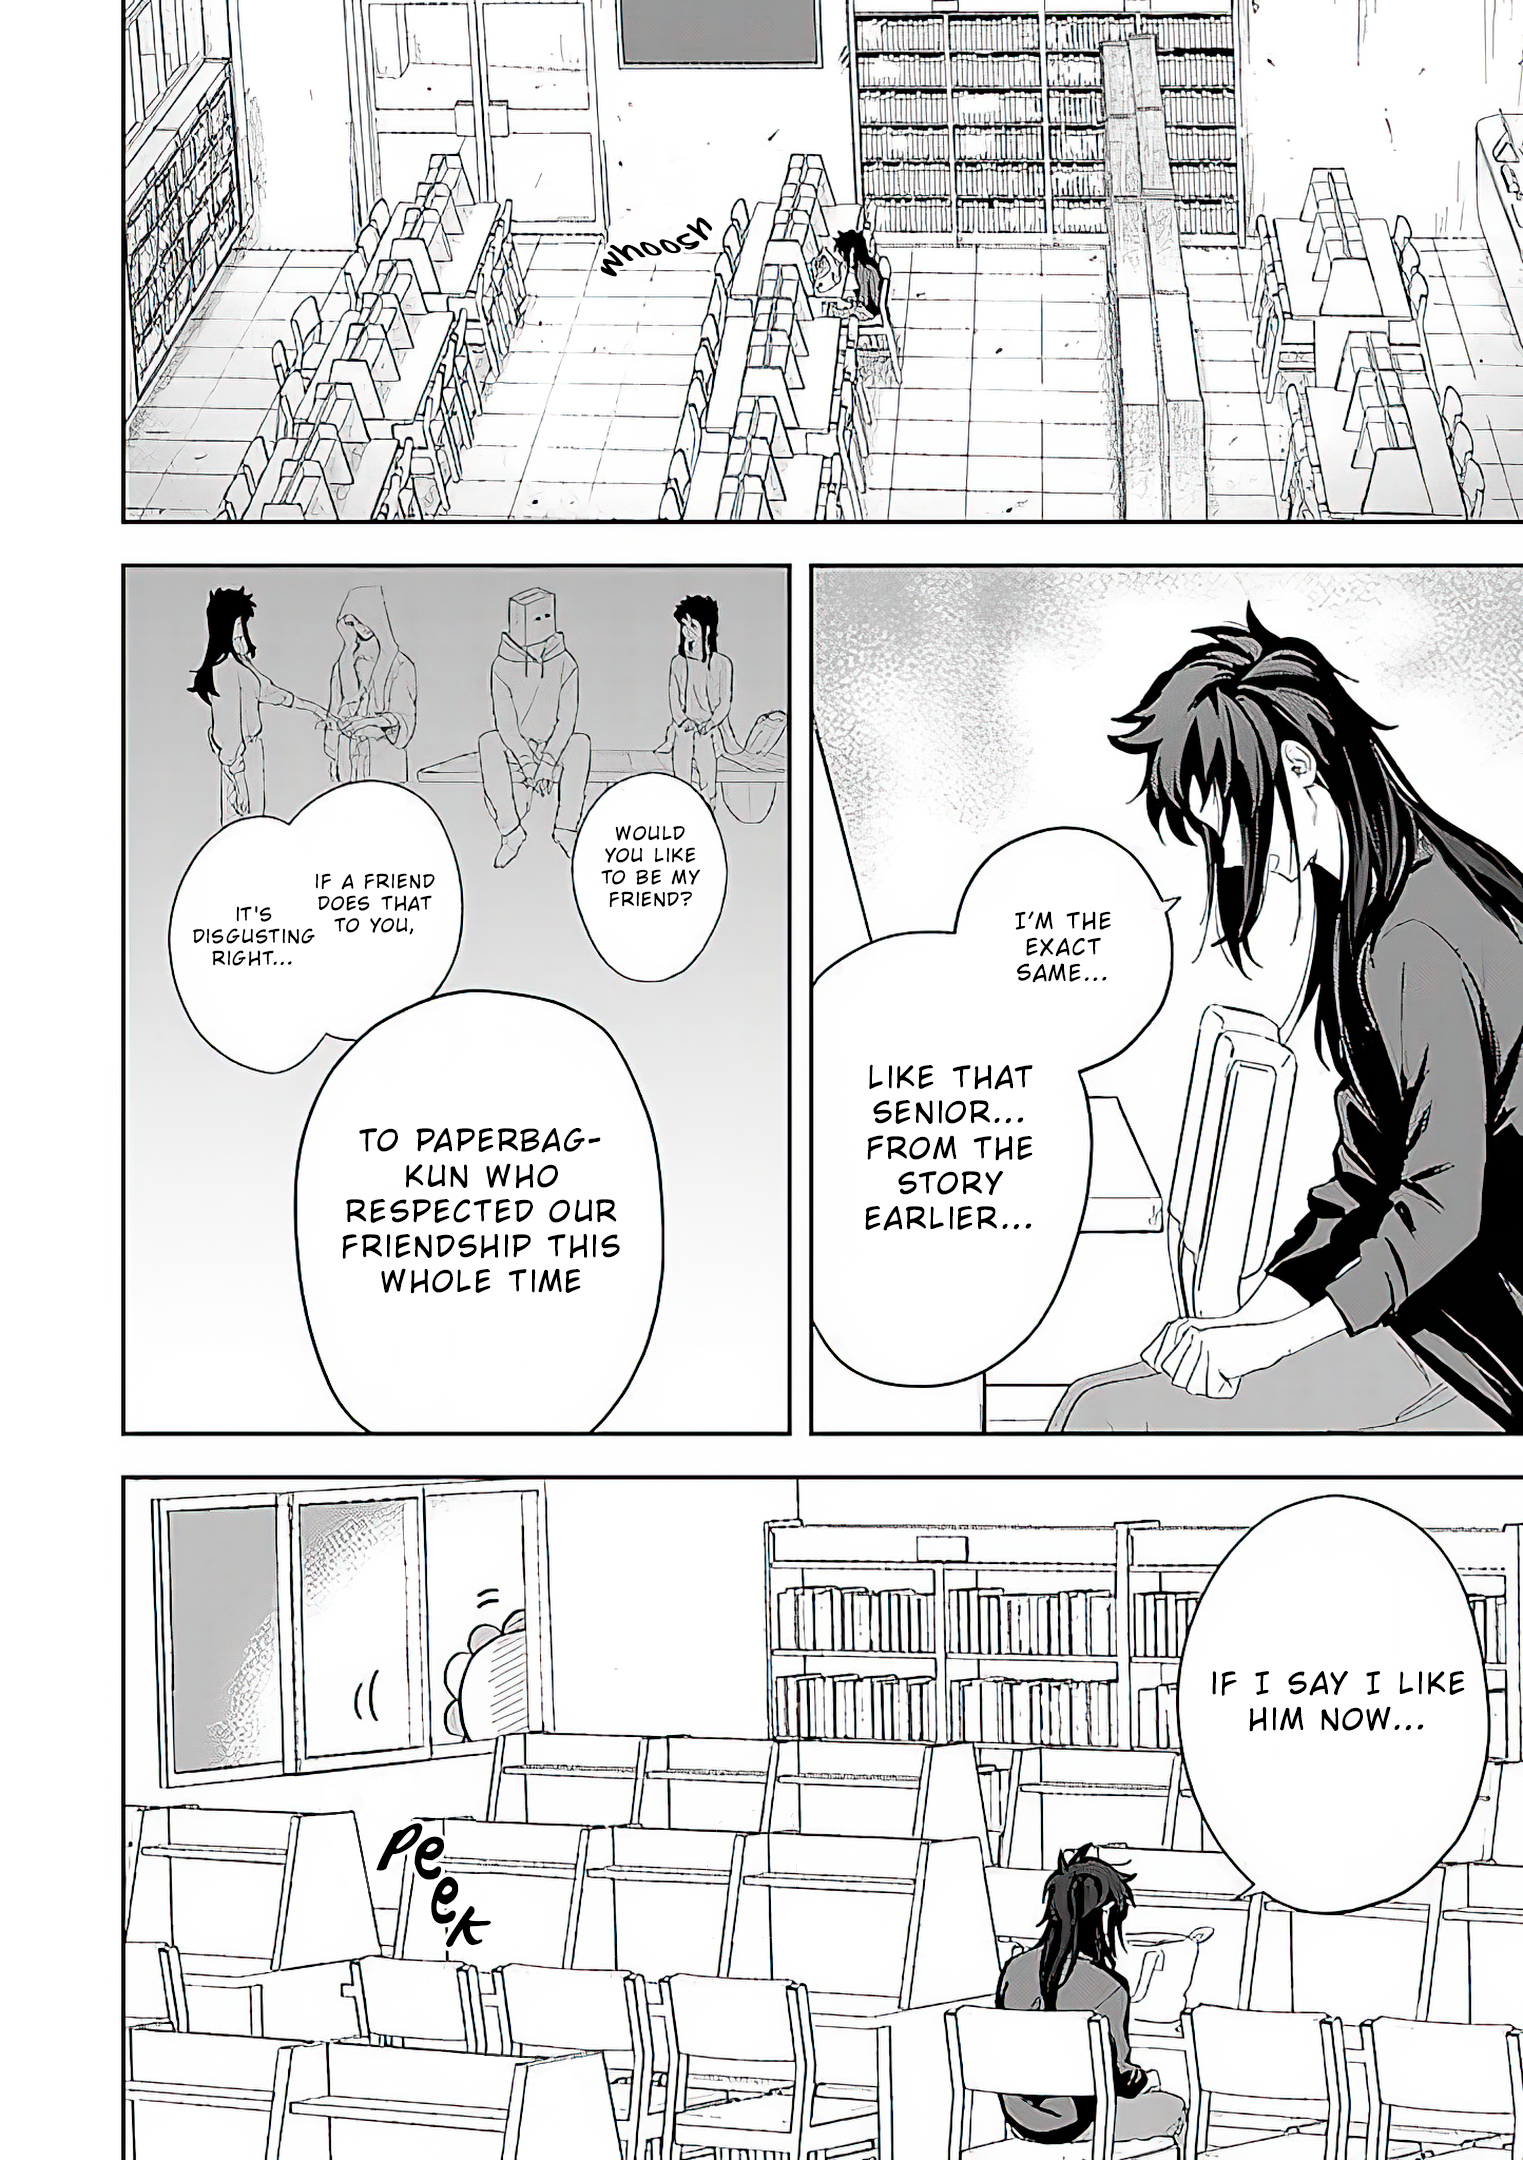 Whoosh
I'M THE
EXACT
SAME...
LIKE THAT
SENIOR...
FROM THE
STORY
EARLIER...
WOULD
YOU LIKE
TO BE MY
FRIEND?
IF A FRIEND
DOES THAT
TO YOU,
IT'S
DISGUSTING
RIGHT...
TO PAPERBAG-
KUN WHO
RESPECTED OUR
FRIENDSHIP THIS
WHOLE TIME
IF I SAY I LIKE
HIM NOW...
Peek